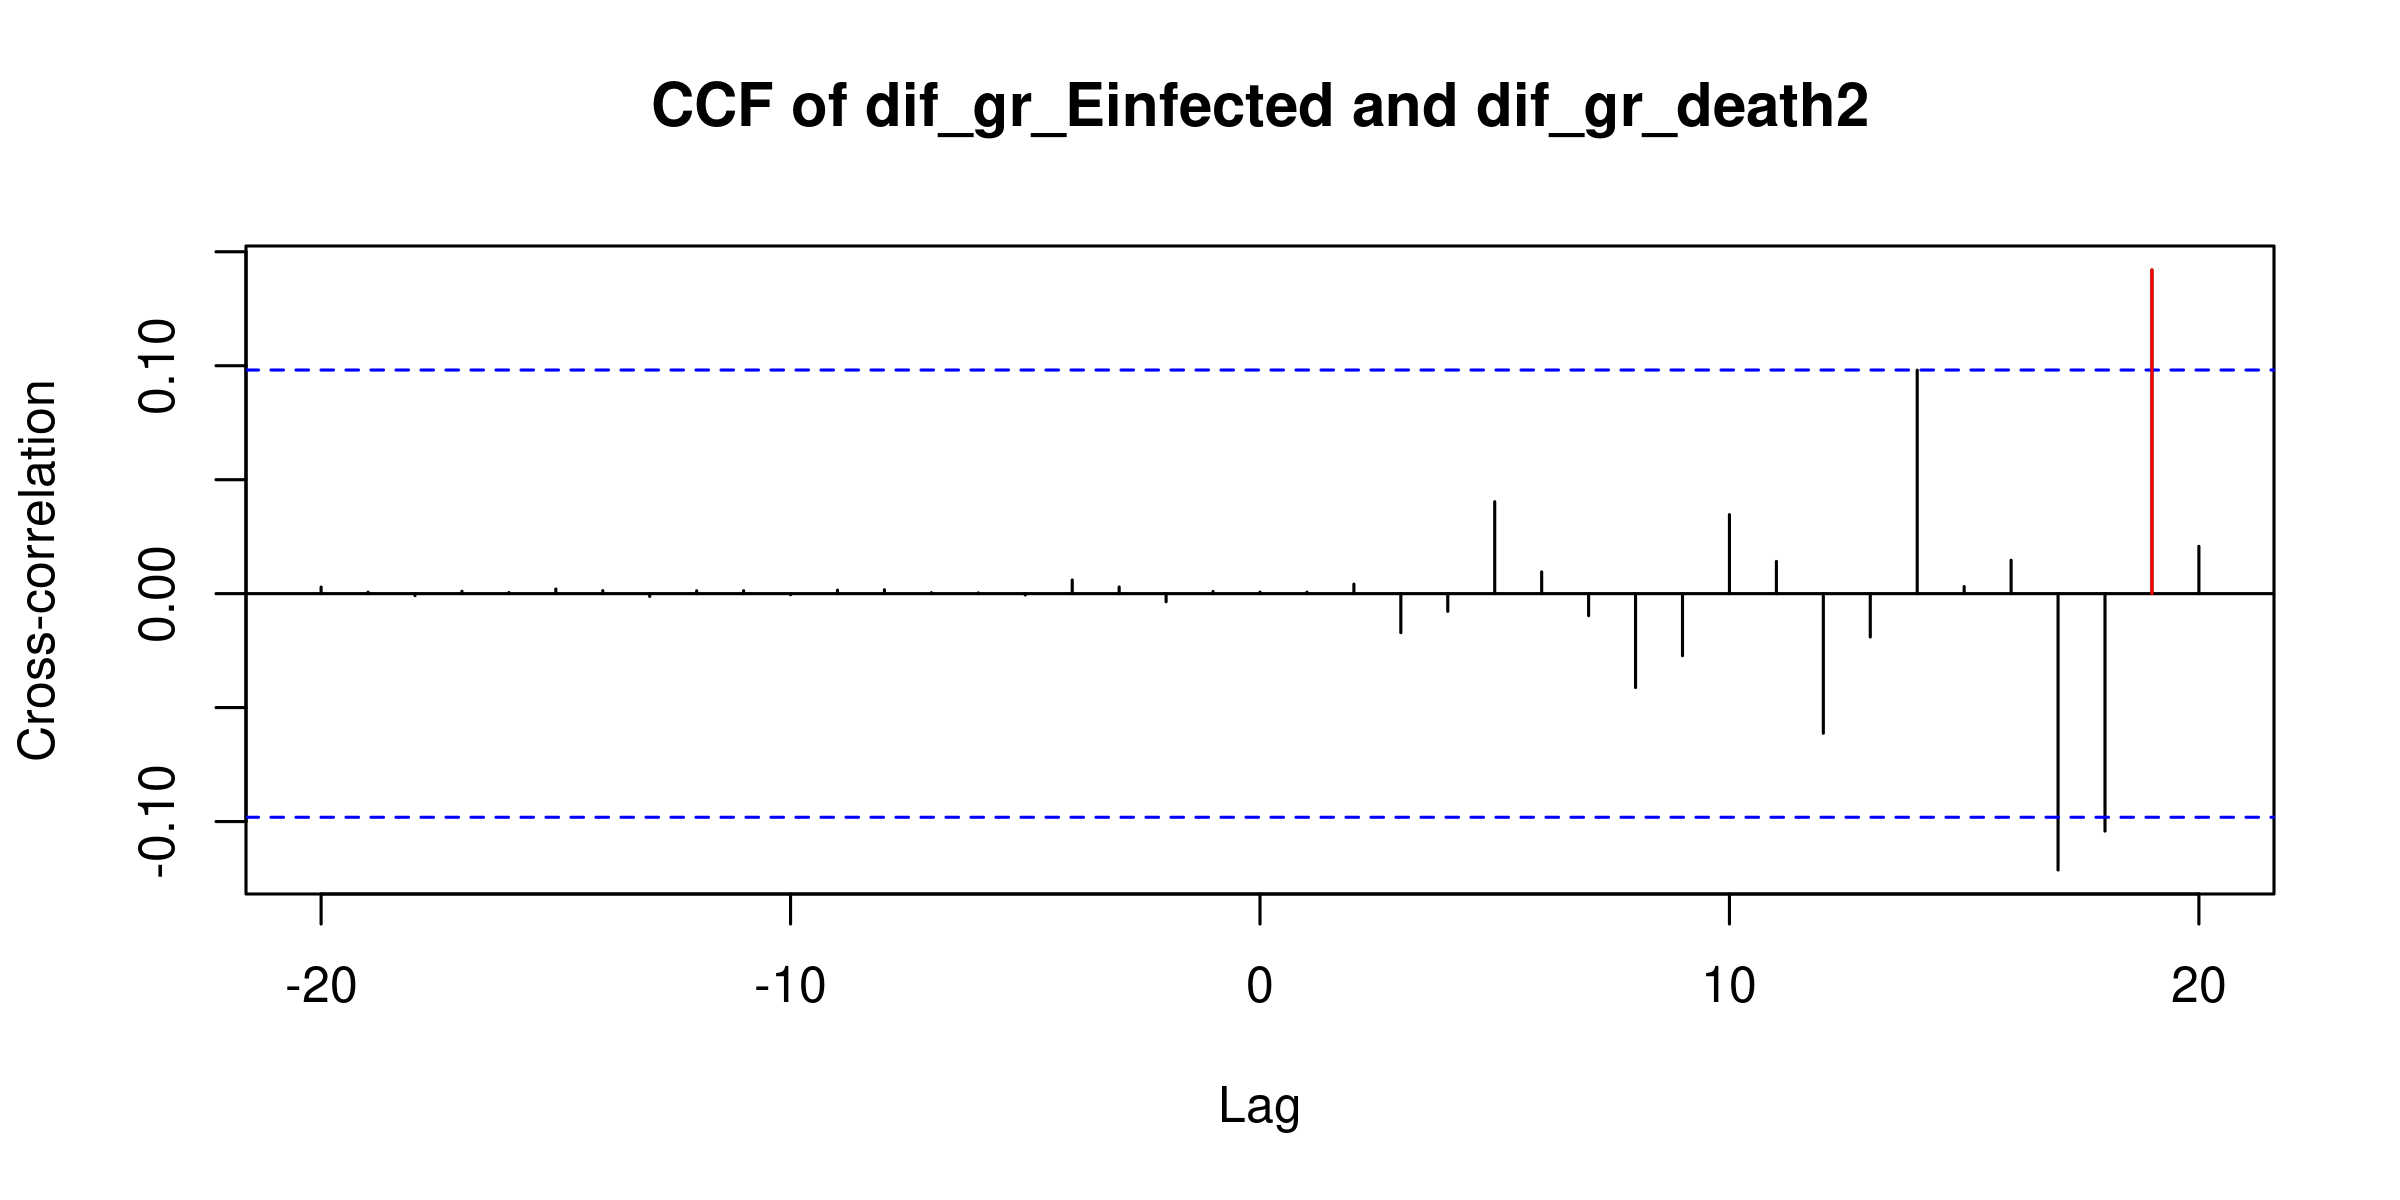 CCF of dif_gr_Einfected and dif_gr_death2
Cross-correlation
0.10
0.00
-0.10
-20 -10 0 10 20
Lag